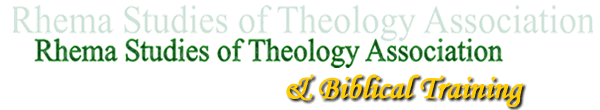 Rhema Studies of Theology Association
Rhema Studies of Theology Association
& Biblical Training